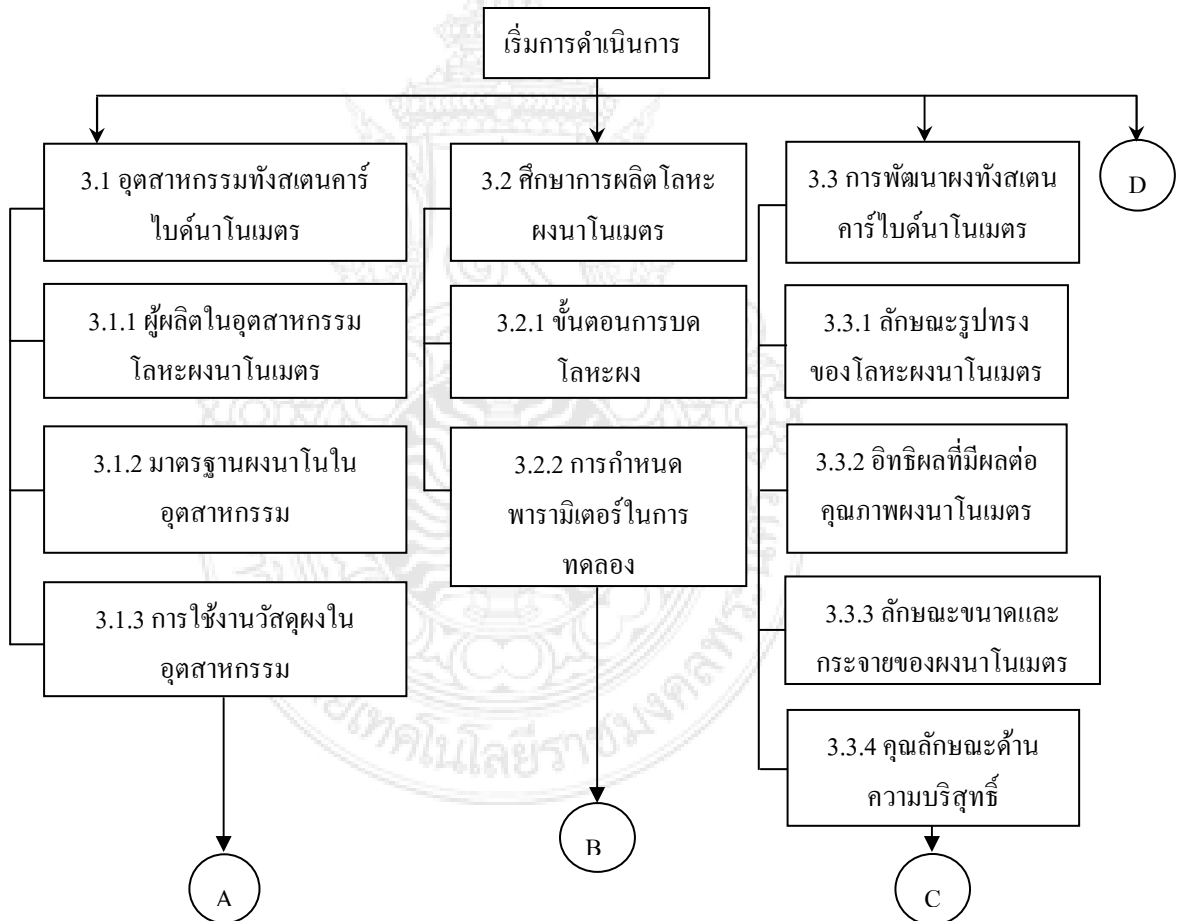 เริ่มการดำเนินการ
3.1 อุตสาหกรรมทังสเตนคาร์
ไบด์นาโนเมตร
3.1.1 ผู้ผลิตในอุตสาหกรรม
โลหะผงนาโนเมตร
3.1.2 มาตรฐานผงนาโนใน
อุตสาหกรรม
3.1.3 การใช้งานวัสดุผงใน
อุตสาหกรรม
A
3.2 ศึกษาการผลิตโลหะ
ผงนาโนเมตร
3.2.1 ขั้นตอนการบด
โลหะผง
3.2.2 การกำหนด
พารามิเตอร์ในการ
ทดลอง
B
3.3 การพัฒนาผงทังสเตน
คาร์ไบด์นาโนเมตร
3.3.1 ลักษณะรูปทรง
ของโลหะผงนาโนเมตร
3.3.2 อิทธิผลที่มีผลต่อ
คุณภาพผงนาโนเมตร
3.3.3 ลักษณะขนาดและ
กระจายของผงนาโนเมตร
3.3.4 คุณลักษณะด้าน
ความบริสุทธิ์
C
D